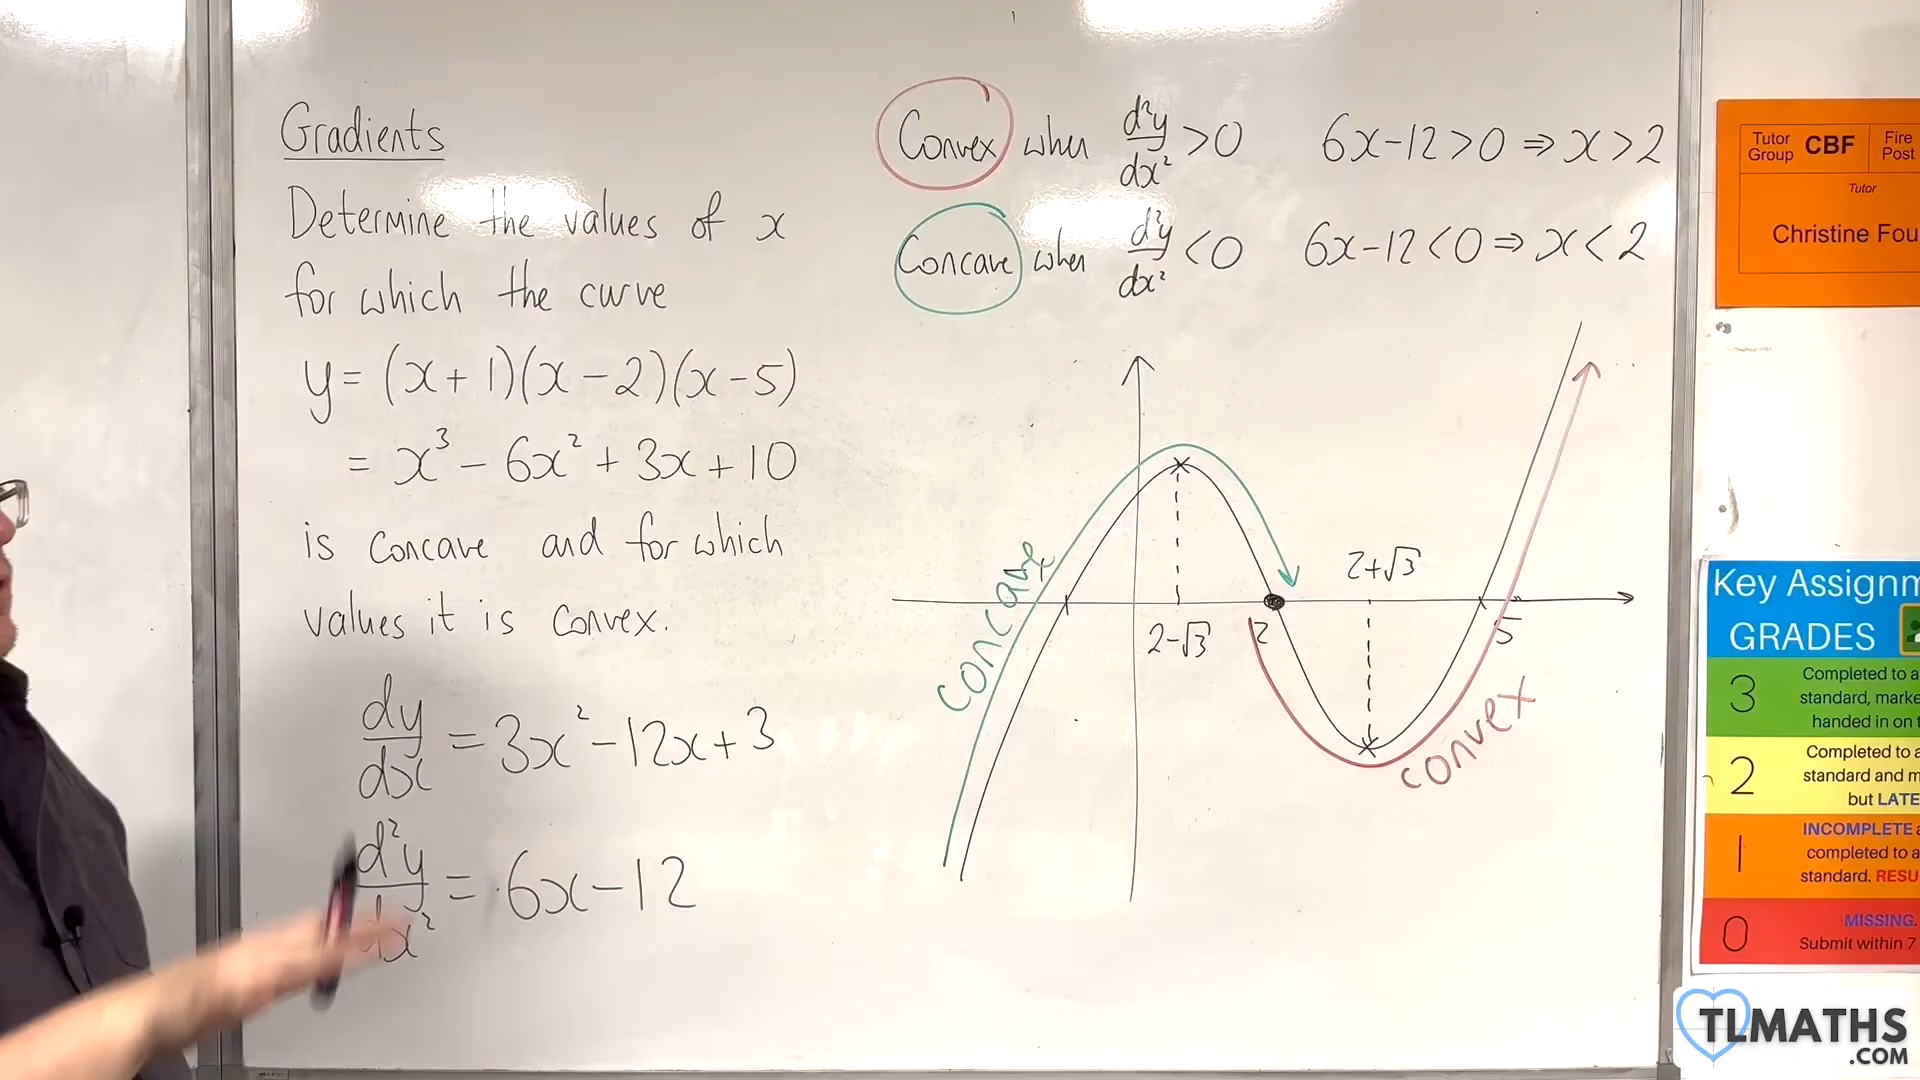 Gradients
Determine the values of x
for which the curve
y = (x + 1)(x − 2)(x − 5)
= x³ − 6x² + 3x + 10
is concave and for which
values it is convex.
dy/dx = 3x² − 12x + 3
d²y/dx² = 6x − 12
Convex when d²y/dx² > 0 6x − 12 > 0 ⇒ x > 2
Concave when d²y/dx² < 0 6x − 12 < 0 ⇒ x < 2
concave
2+√3
2−√3
2
5
convex
Tutor Group CBF Fire Post
Tutor
Christine
Key
GRADES
3
Completed to a
standard,
handed in on
2
Completed to a
standard and
but LATE
1
INCOMPLETE
completed to a
standard.
0
MISSING.
Submit within 7
TLMATHS
.COM